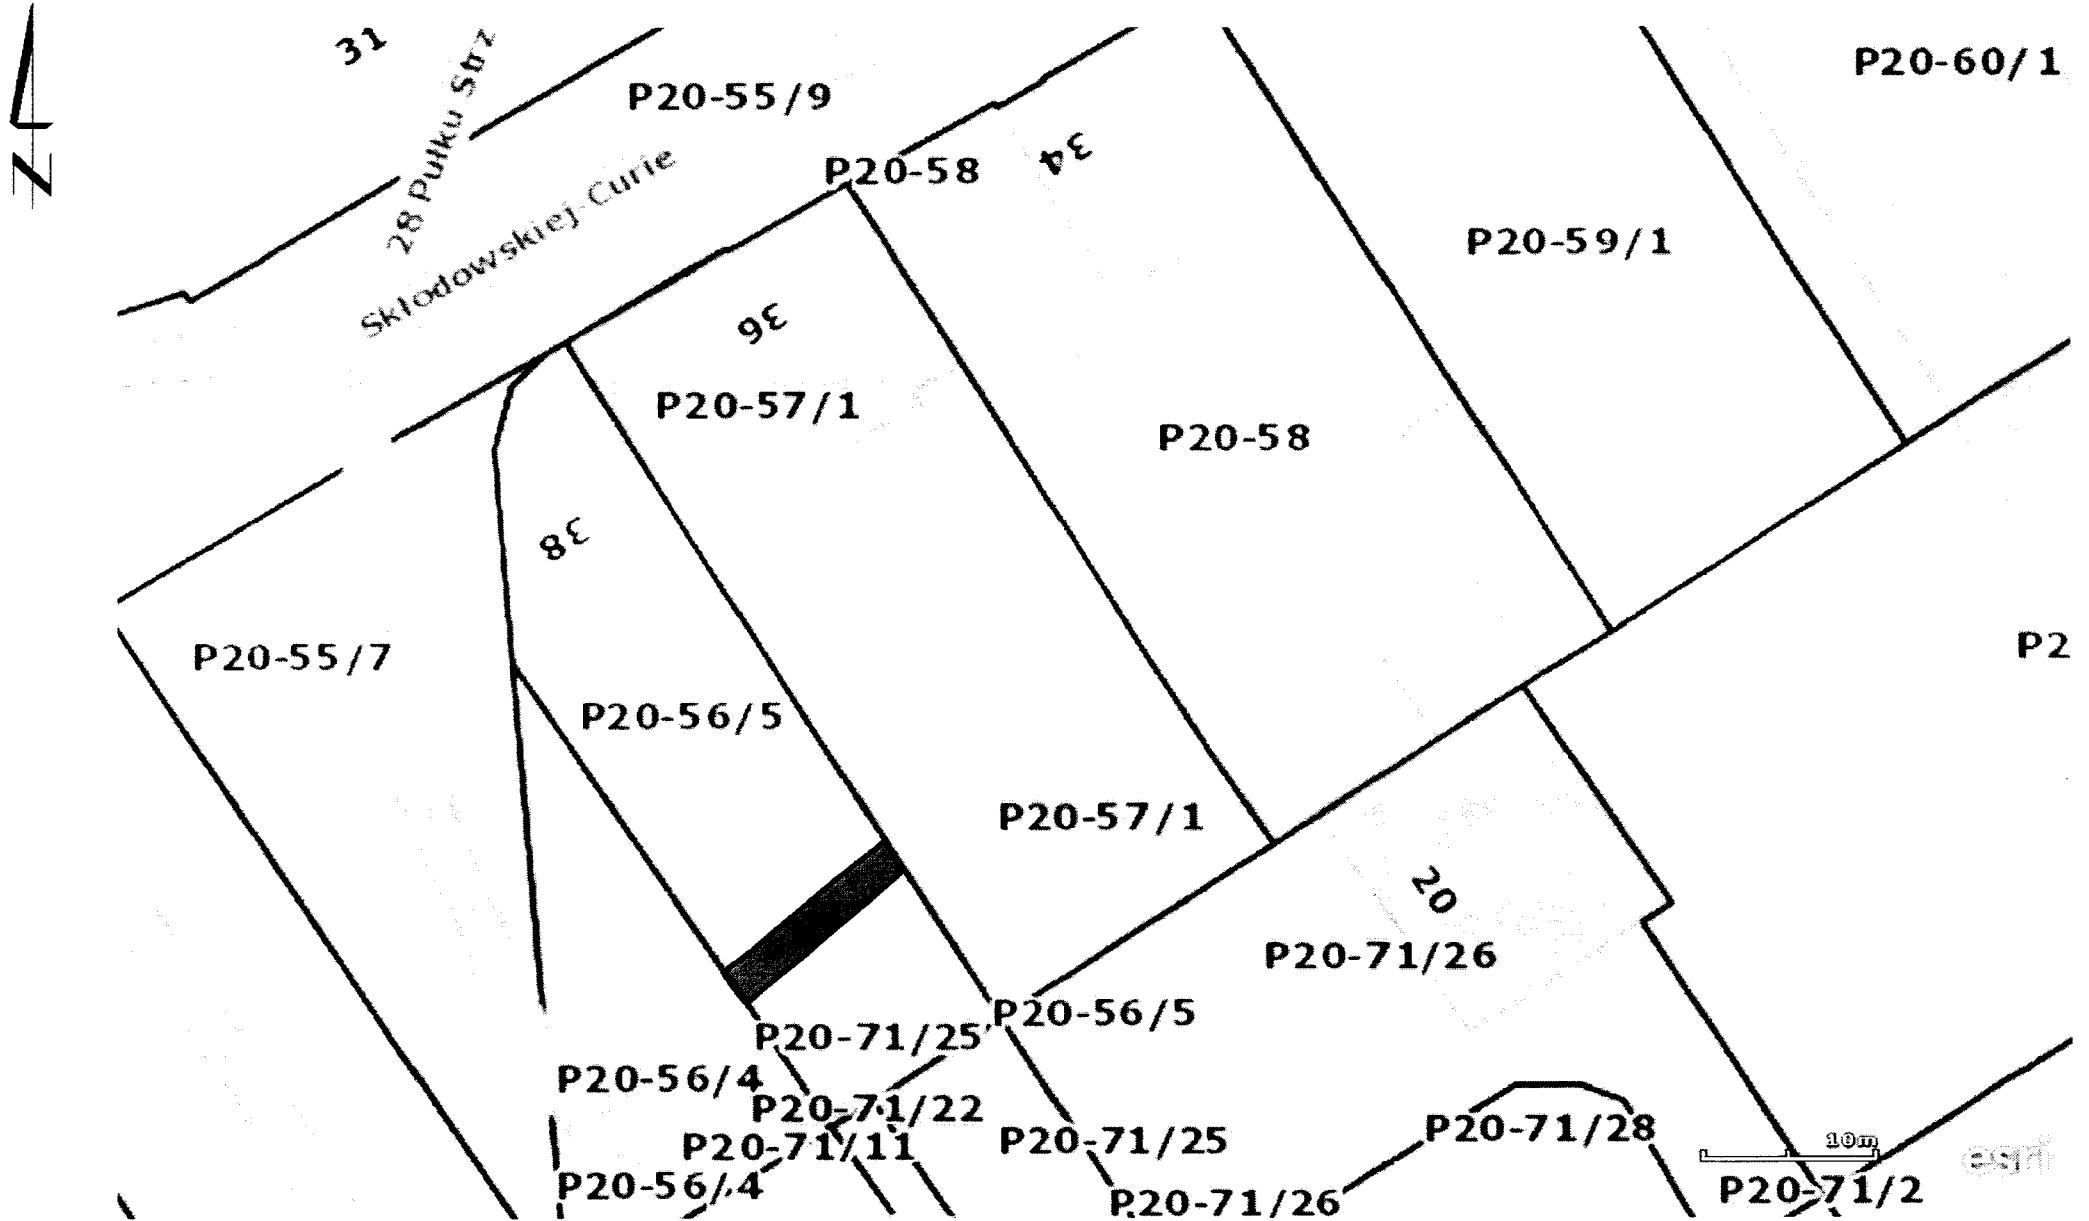 31
28 Pułku Strz
P20-55/9
P20-60/1
Skłodowskiej-Curie
P20-58
34
P20-59/1
36
P20-57/1
P20-58
38
P20-55/7
P20-56/5
P2
P20-57/1
20
P20-71/26
P20-56/5
P20-71/25
P20-56/4
P20-71/22
P20-71/11
P20-71/25
P20-71/28
10m
esri
P20-56/4
P20-71/26
P20-71/2
N